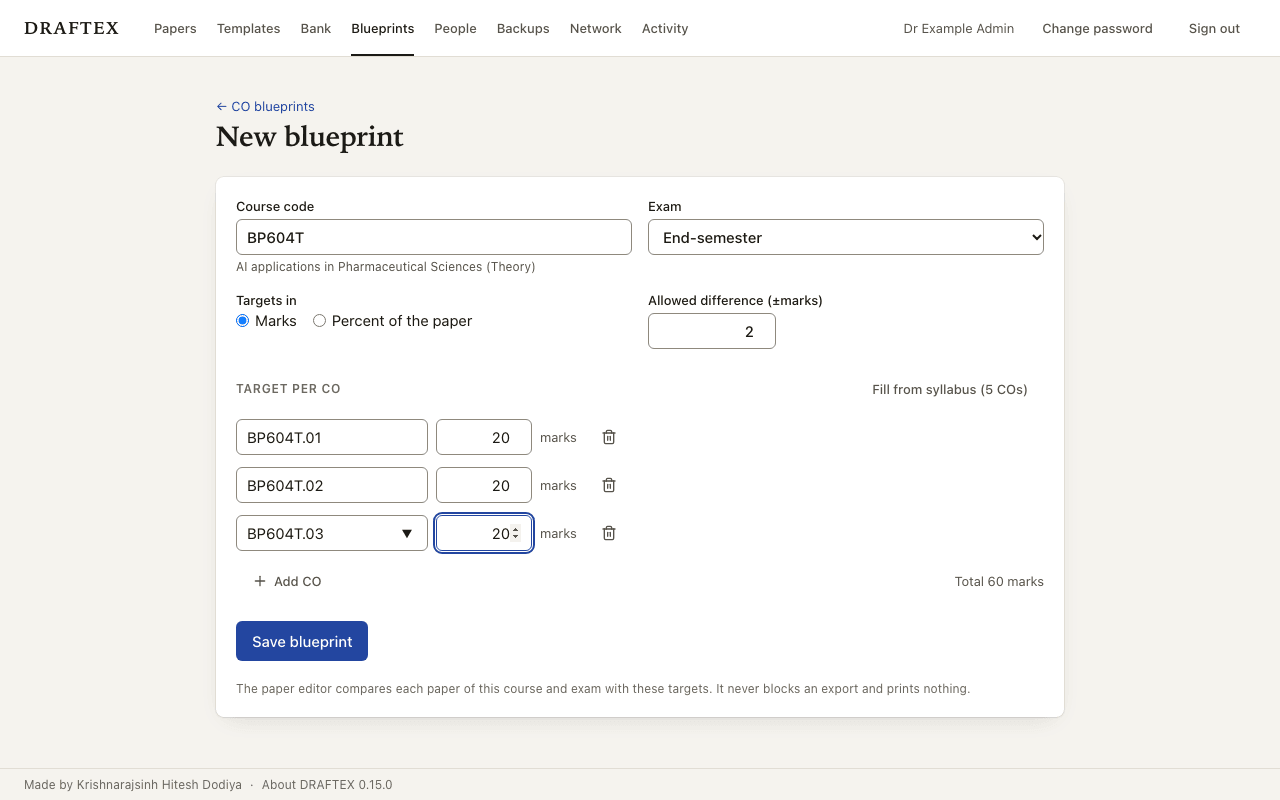 DRAFTEX Papers Templates Bank Blueprints People Backups Network Activity Dr Example Admin Change password Sign out
← CO blueprints
New blueprint
Course code Exam
BP604T End-semester
AI applications in Pharmaceutical Sciences (Theory)
Targets in Allowed difference (±marks)
Marks Percent of the paper
2
TARGET PER CO Fill from syllabus (5 COs)
BP604T.01 20 marks
BP604T.02 20 marks
BP604T.03 20 marks
+ Add CO Total 60 marks
Save blueprint
The paper editor compares each paper of this course and exam with these targets. It never blocks an export and prints nothing.
Made by Krishnarajsinh Hitesh Dodiya · About DRAFTEX 0.15.0